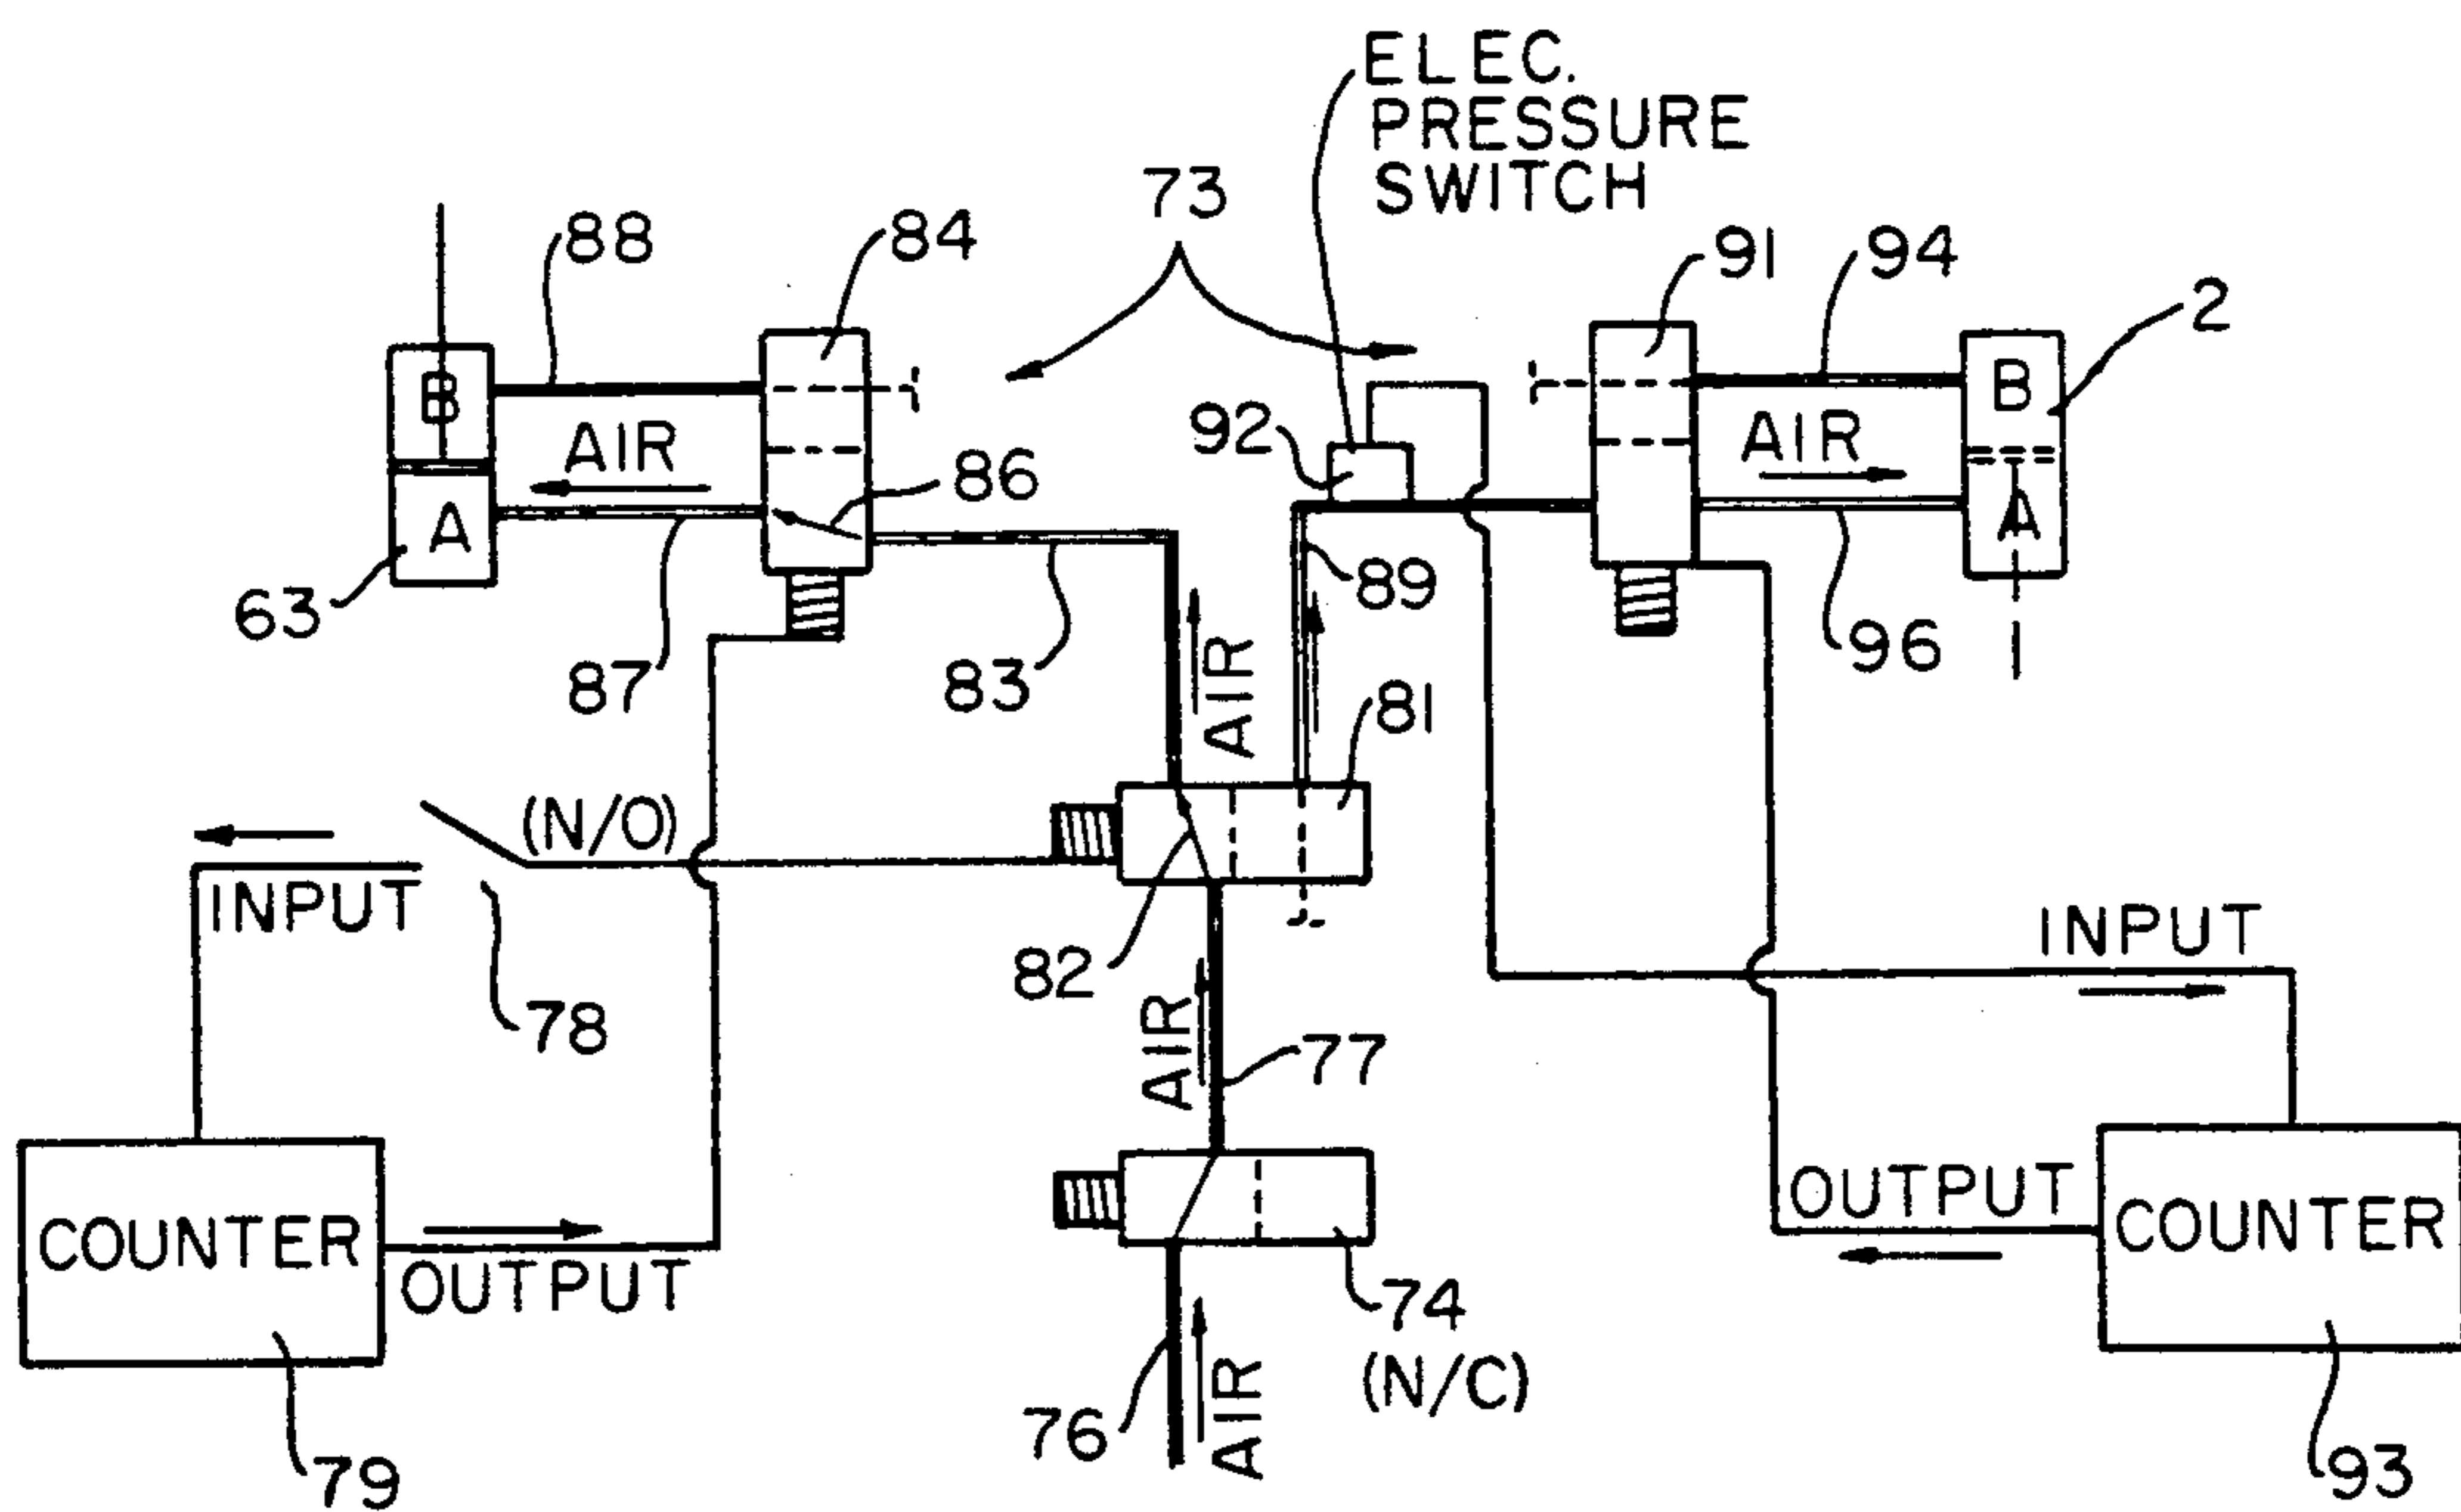 ELEC.
PRESSURE
SWITCH
73
88
84
91
94
2
B
B
AIR
86
92
AIR
A
A
63
87
83
AIR
89
96
81
(N/O)
INPUT
82
78
INPUT
AIR
77
COUNTER
OUTPUT
OUTPUT
COUNTER
74
(N/C)
76
AIR
79
93